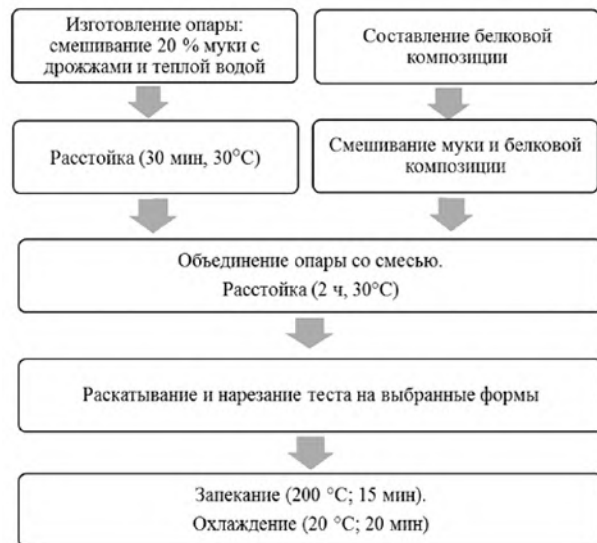 Изготовление опары:
смешивание 20 % муки с
дрожжами и теплой водой
Составление белковой
композиции
Расстойка (30 мин, 30°С)
Смешивание муки и белковой
композиции
Объединение опары со смесью.
Расстойка (2 ч, 30°С)
Раскатывание и нарезание теста на выбранные формы
Запекание (200 °С; 15 мин).
Охлаждение (20 °С; 20 мин)